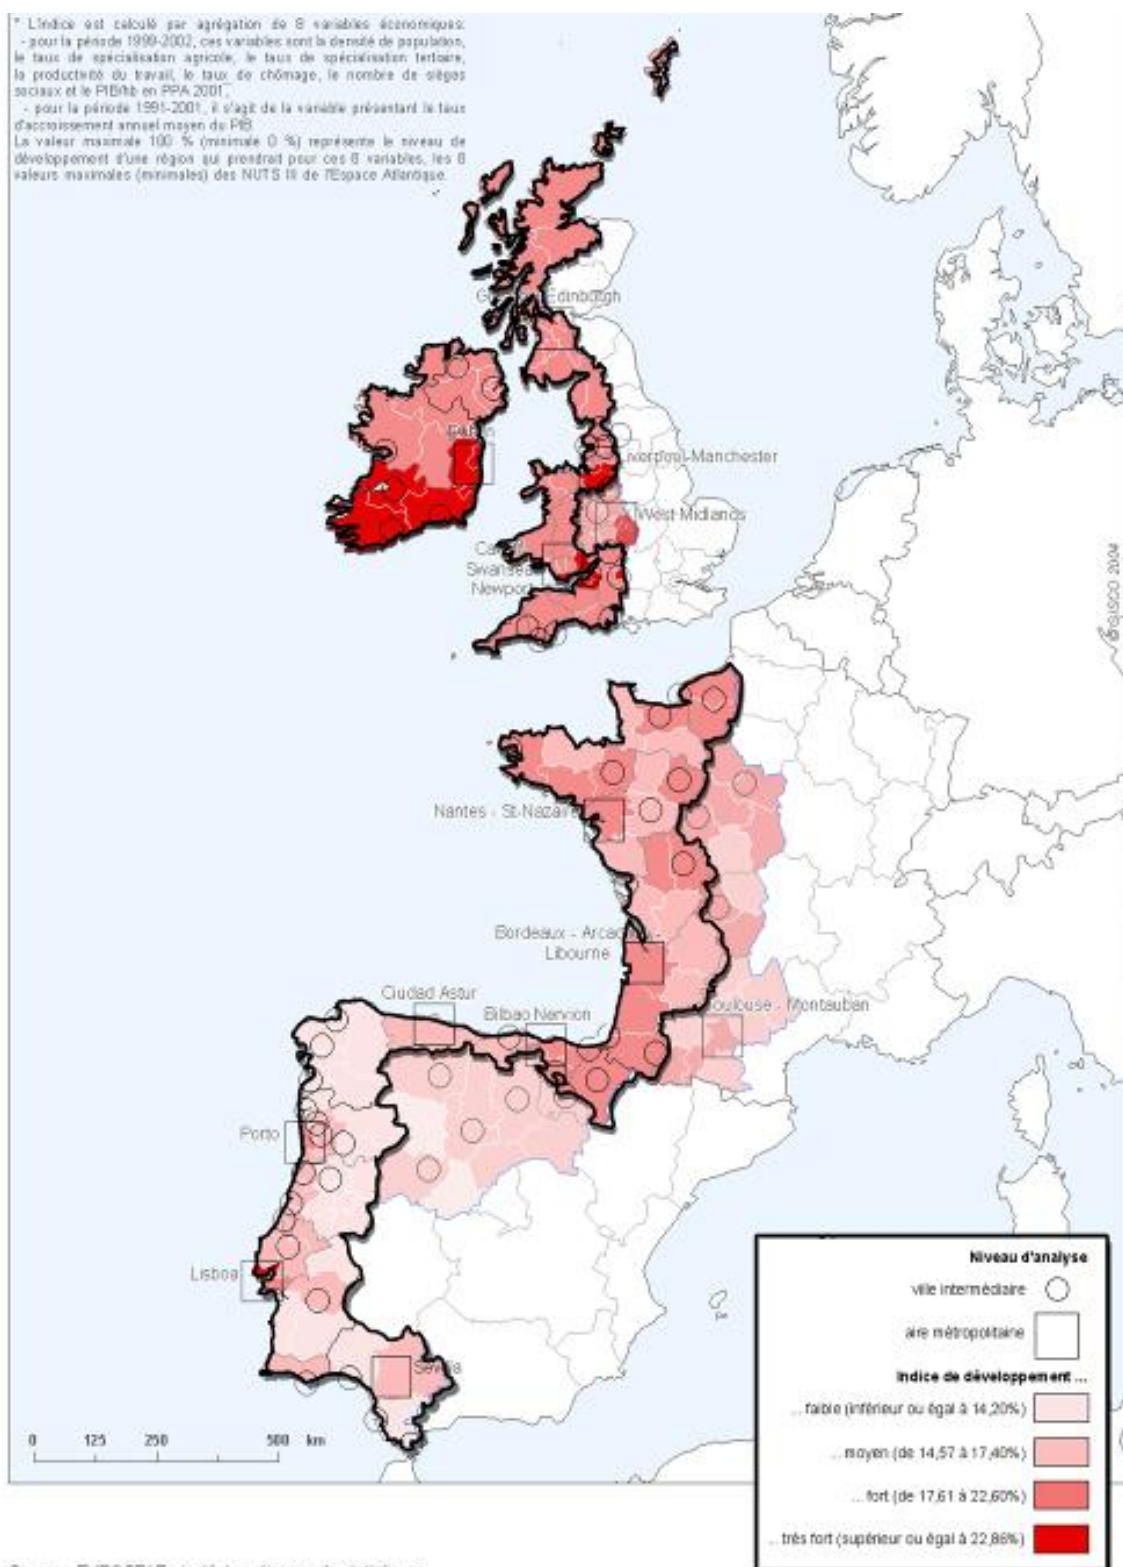 * L'Indice est calculé par agrégation de 8 variables économiques:
- pour la période 1999-2002, ces variables sont la densité de population,
le taux de spécialisation agricole, le taux de spécialisation tertiaire,
la productivité du travail, le taux de chômage, le nombre de sièges
sociaux et le PIB/hb en PPA 2001,
- pour la période 1991-2001, il s'agit de la variable présentant le taux
d'accroissement annuel moyen du PIB.
La valeur maximale 100 % (minimale 0 %) représente le niveau de
développement d'une région qui prendrait pour ces 8 variables, les 8
valeurs maximales (minimales) des NUTS III de l'Espace Atlantique.
Edinburgh
Liverpool-Manchester
West Midlands
Swansea
Newport
GISCO 2004
Nantes - St-Nazaire
Bordeaux - Arcachon -
Libourne
Toulouse - Montauban
Ciudad Astur
Bilbao Nervion
Porto
Lisboa
Sevilla
0 125 250 500 km
Niveau d'analyse
ville intermédiaire
aire métropolitaine
Indice de développement ...
... faible (inférieur ou égal à 14,20%)
... moyen (de 14,57 à 17,40%)
... fort (de 17,61 à 22,60%)
... très fort (supérieur ou égal à 22,86%)